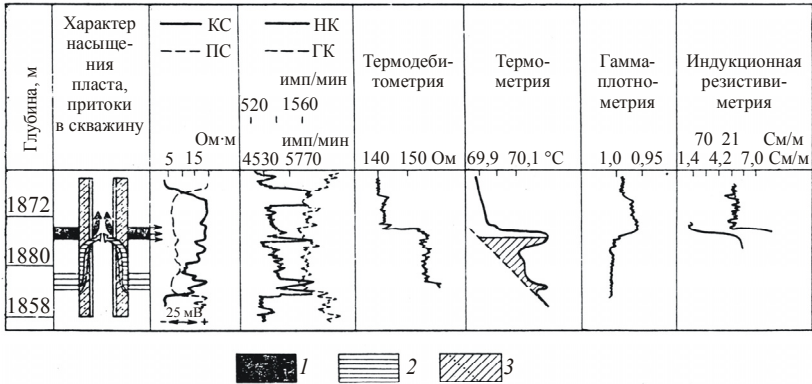 Глубина, м
Характер
насыще-
ния
пласта,
притоки
в скважину
КС
ПС
Ом·м
5 15
НК
ГК
имп/мин
520 1560
имп/мин
4530 5770
Термодеби-
тометрия
140 150 Ом
Термо-
метрия
69,9 70,1 °С
Гамма-
плотно-
метрия
1,0 0,95
Индукционная
резистиви-
метрия
70 21 См/м
1,4 4,2 7,0 См/м
1872
1880
1858
- 25 мВ +
1 2 3